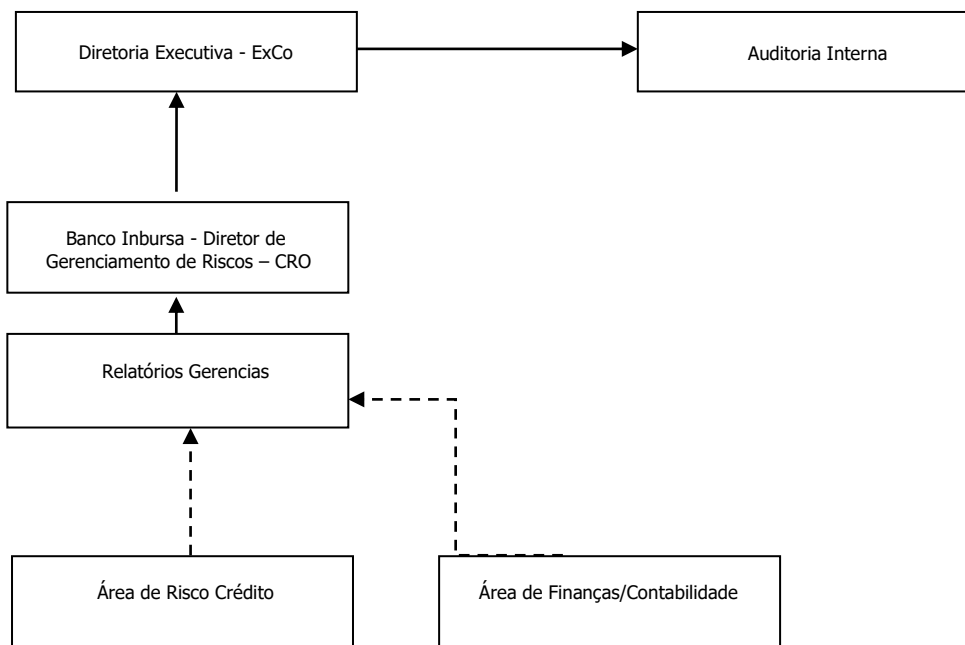 Diretoria Executiva - ExCo
Auditoria Interna
Banco Inbursa - Diretor de
Gerenciamento de Riscos – CRO
Relatórios Gerencias
Área de Risco Crédito
Área de Finanças/Contabilidade